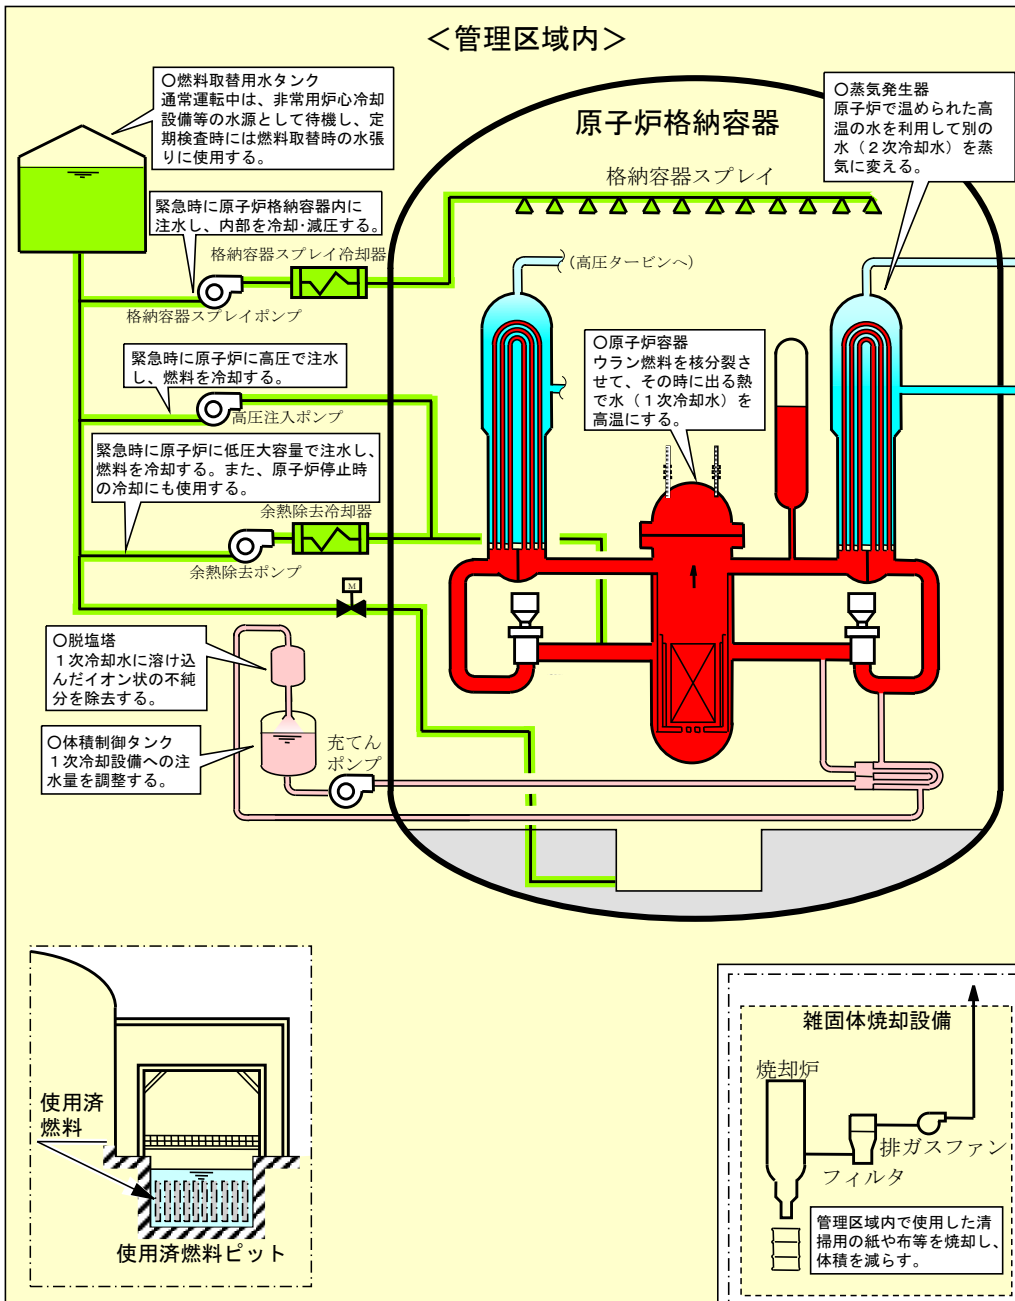 ＜管理区域内＞
○燃料取替用水タンク
通常運転中は、非常用炉心冷却
設備等の水源として待機し、定
期検査時には燃料取替時の水張
りに使用する。
○蒸気発生器
原子炉で温められた高
温の水を利用して別の
水（２次冷却水）を蒸
気に変える。
原子炉格納容器
格納容器スプレイ
緊急時に原子炉格納容器内に
注水し、内部を冷却･減圧する。
格納容器スプレイ冷却器
(高圧タービンへ)
格納容器スプレイポンプ
○原子炉容器
ウラン燃料を核分裂さ
せて、その時に出る熱
で水（１次冷却水）を
高温にする。
緊急時に原子炉に高圧で注水
し、燃料を冷却する。
高圧注入ポンプ
緊急時に原子炉に低圧大容量で注水し、
燃料を冷却する。また、原子炉停止時
の冷却にも使用する。
余熱除去冷却器
余熱除去ポンプ
M
○脱塩塔
１次冷却水に溶け込
んだイオン状の不純
分を除去する。
○体積制御タンク
１次冷却設備への注
水量を調整する。
充てん
ポンプ
使用済
燃料
使用済燃料ピット
雑固体焼却設備
焼却炉
排ガスファン
フィルタ
管理区域内で使用した清
掃用の紙や布等を焼却し、
体積を減らす。